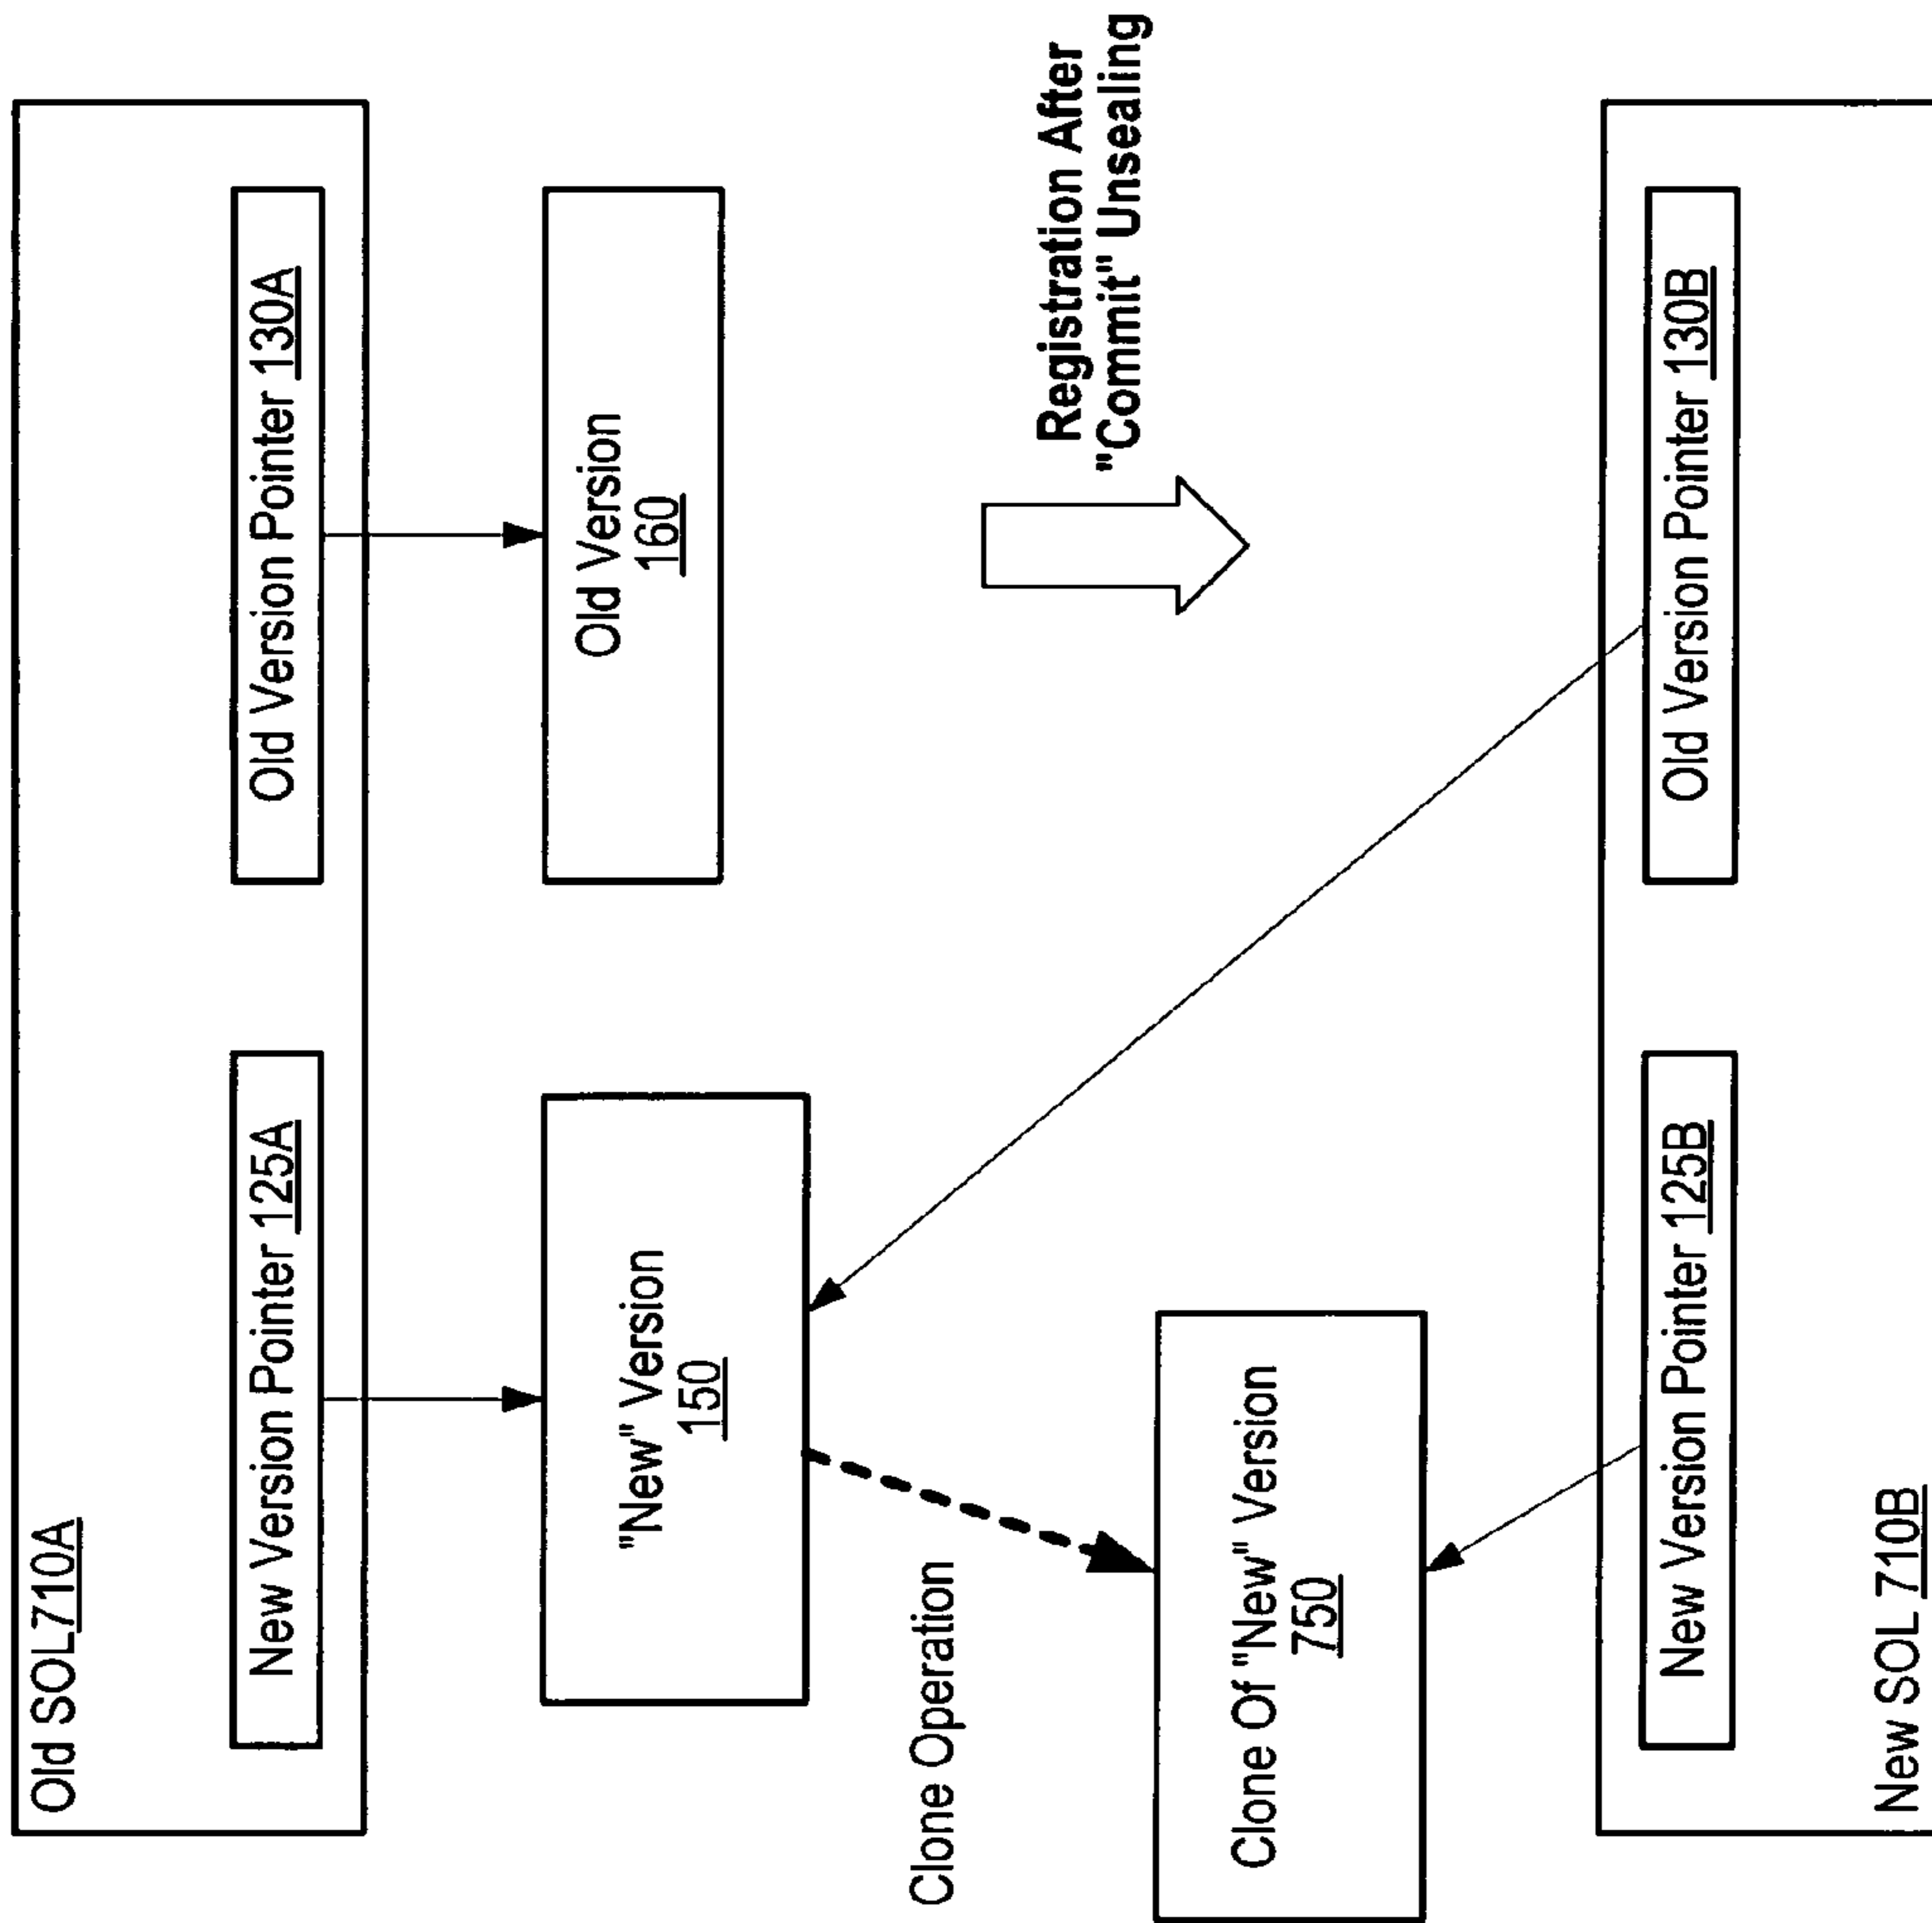 Old SOL710A
New Version Pointer 125A
Old Version Pointer 130A
"New" Version
150
Old Version
160
Clone Operation
Registration After
"Commit" Unsealing
Clone Of "New" Version
750
New Version Pointer 125B
Old Version Pointer 130B
New SOL 710B